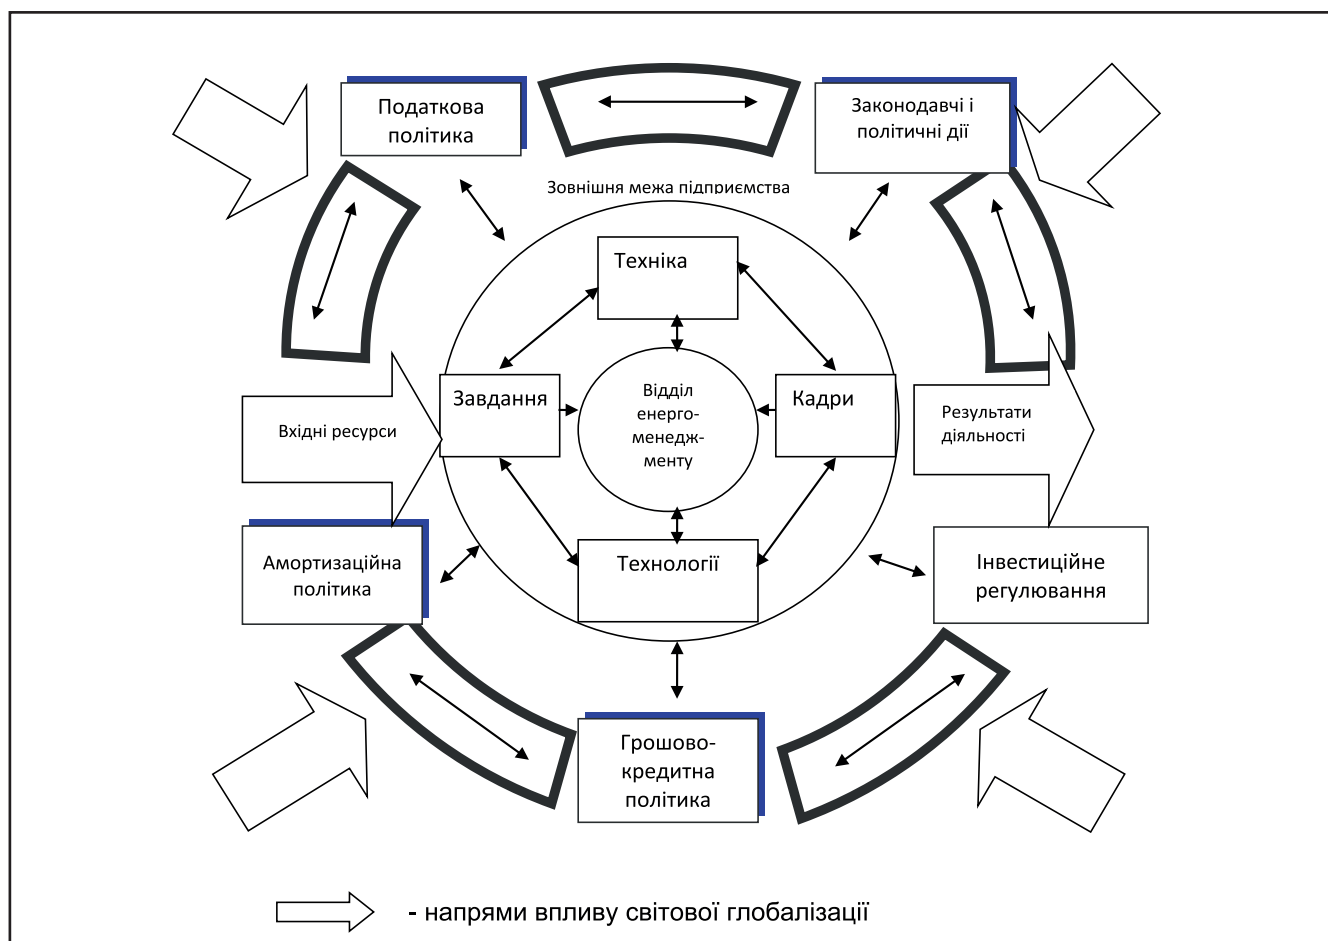 Податкова
політика
Законодавчі і
політичні дії
Зовнішня межа підприємства
Техніка
Завдання
Відділ
енерго-
менедж-
менту
Кадри
Вхідні ресурси
Результати
діяльності
Амортизаційна
політика
Технології
Інвестиційне
регулювання
Грошово-
кредитна
політика
- напрями впливу світової глобалізації